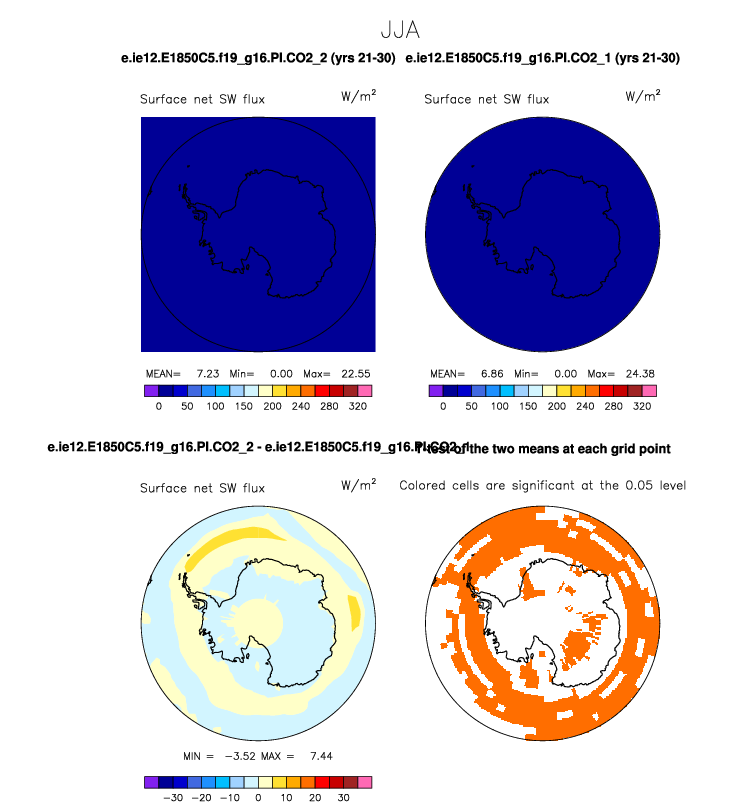 JJA
e.ie12.E1850C5.f19_g16.PI.CO2_2 (yrs 21-30) e.ie12.E1850C5.f19_g16.PI.CO2_1 (yrs 21-30)
Surface net SW flux W/m²
Surface net SW flux W/m²
MEAN= 7.23 Min= 0.00 Max= 22.55
MEAN= 6.86 Min= 0.00 Max= 24.38
0 50 100 150 200 240 260 280 320
0 50 100 150 200 240 260 280 320
e.ie12.E1850C5.f19_g16.PI.CO2_2 - e.ie12.E1850C5.f19_g16.PI.CO2_1
T-test of the two means at each grid point
Surface net SW flux W/m²
Colored cells are significant at the 0.05 level
MIN = −3.52 MAX = 7.44
−30 −20 −10 0 10 20 30